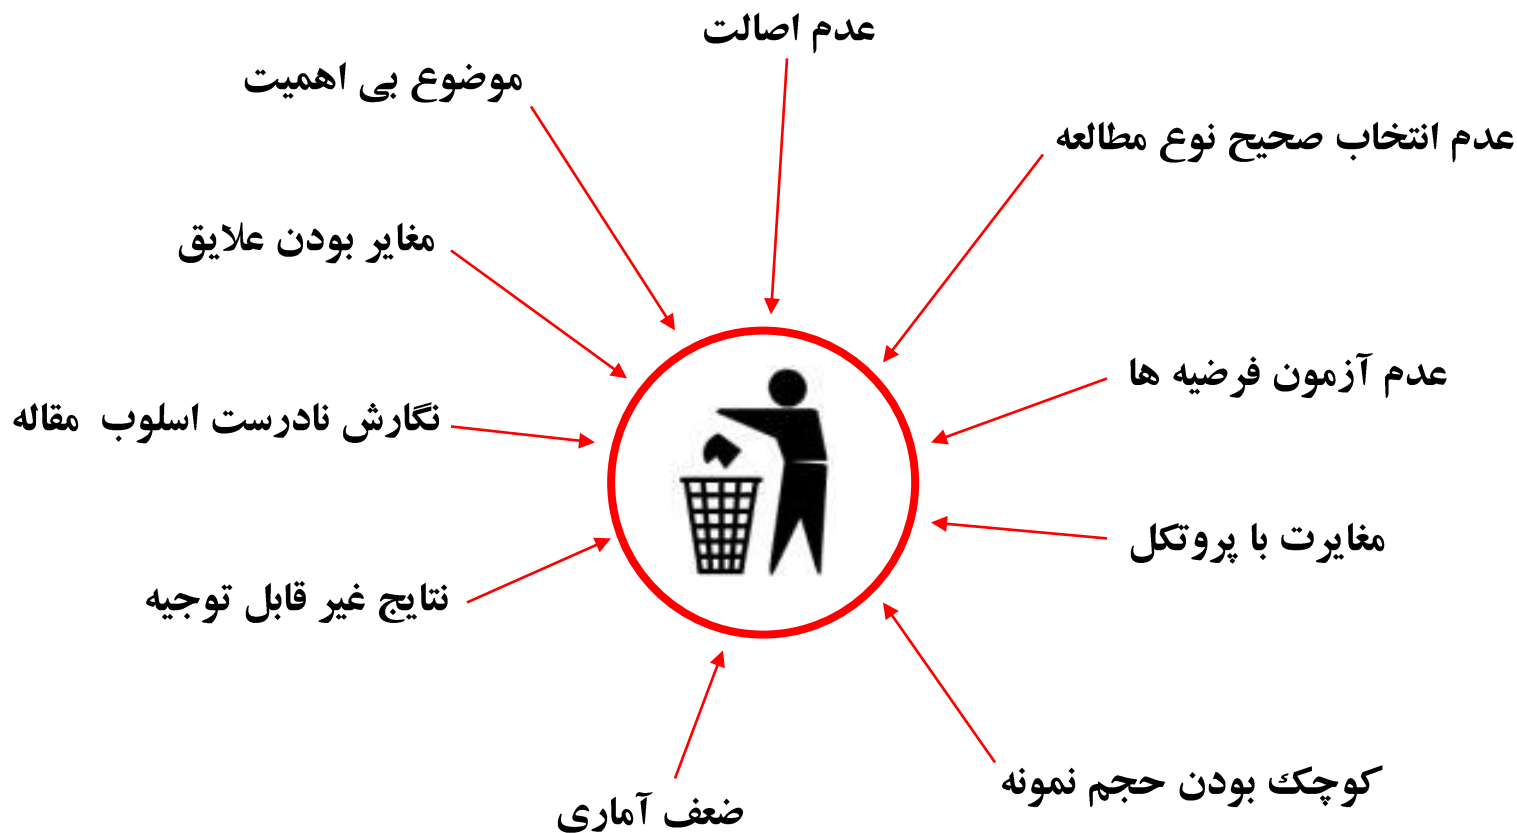 عدم اصالت
موضوع بی اهمیت
عدم انتخاب صحیح نوع مطالعه
مغایر بودن علایق
عدم آزمون فرضیه ها
نگارش نادرست اسلوب مقاله
مغایرت با پروتکل
نتایج غیر قابل توجیه
کوچک بودن حجم نمونه
ضعف آماری